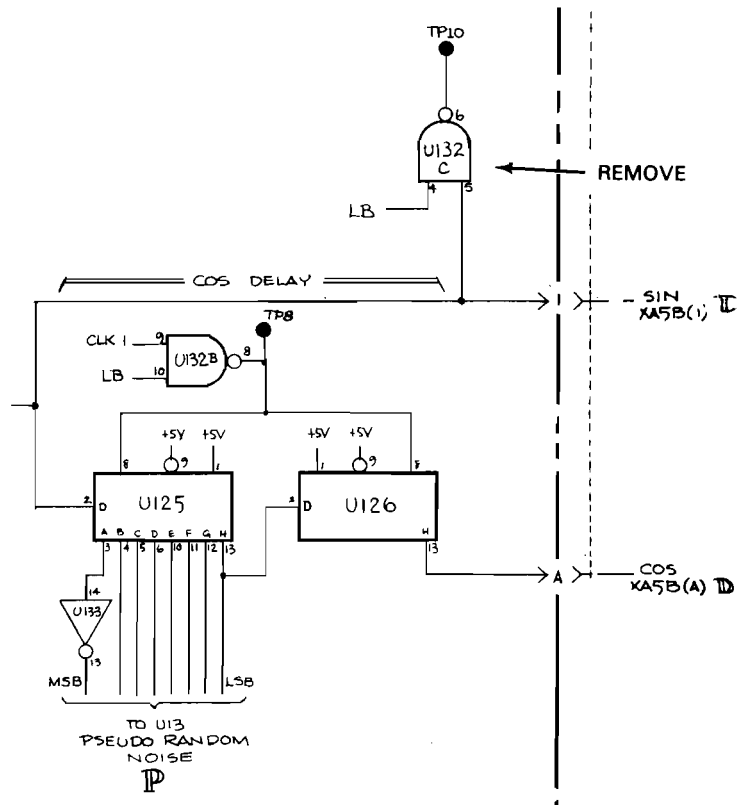 TP10
6
U132
C
4 5
REMOVE
LB
COS DELAY
1
SIN
XA5B(1) I
TP8
CLK 1 9
U132B
8
LB 10
+5V +5V
+5V +5V
8 9 1
1 9 8
2 D U125
2 D U126
A B C D E F G H
3 4 5 6 10 11 12 13
H
13
A
COS
XA5B(A) D
14
U133
13
MSB
LSB
TO U13
PSEUDO RANDOM
NOISE
P